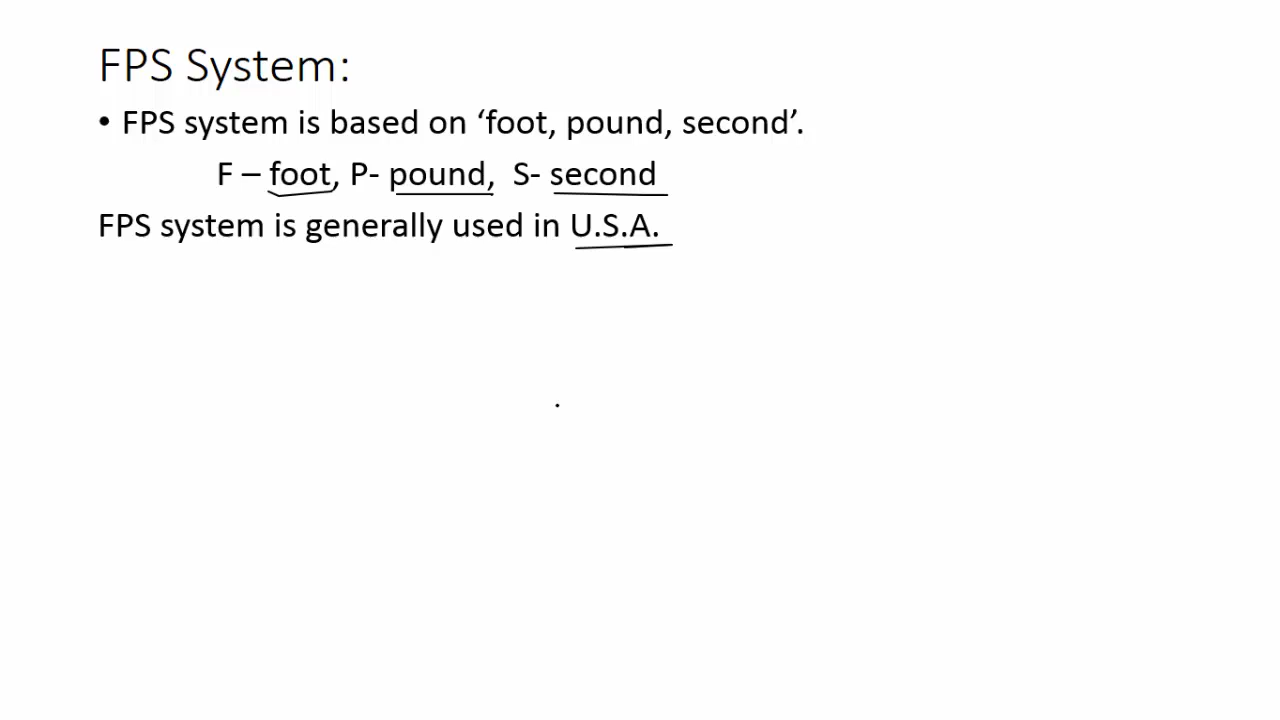 FPS System:
• FPS system is based on ‘foot, pound, second’.
F – foot, P- pound, S- second
FPS system is generally used in U.S.A.